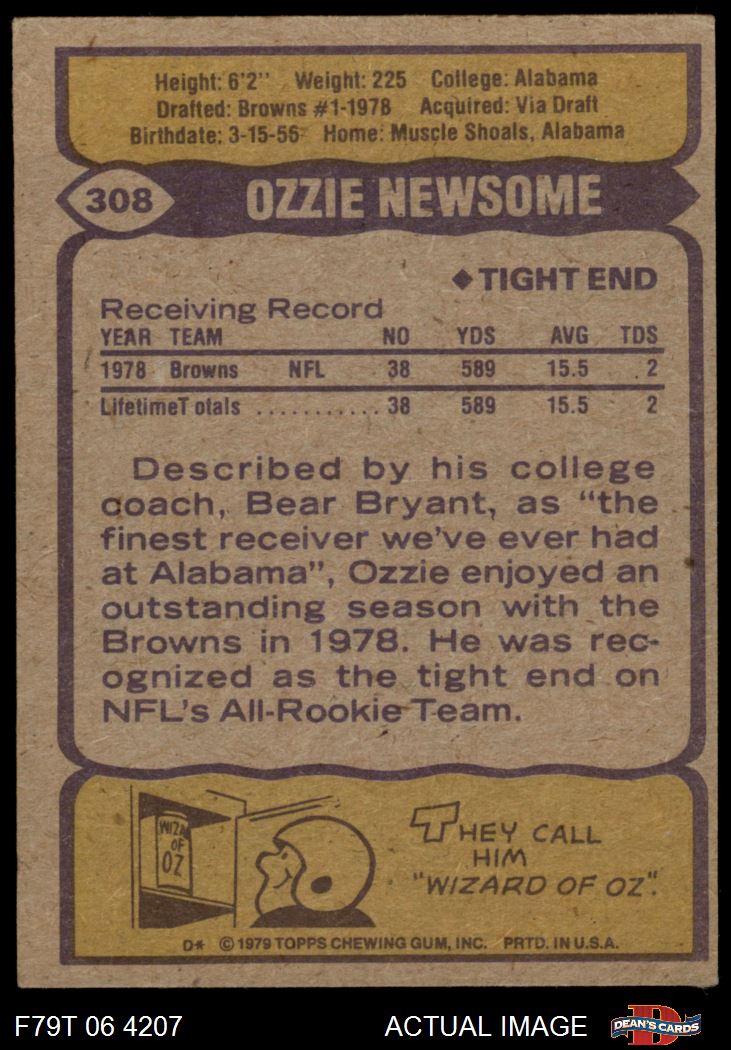 Height: 6'2" Weight: 225 College: Alabama
Drafted: Browns #1-1978 Acquired: Via Draft
Birthdate: 3-15-56 Home: Muscle Shoals, Alabama
308 OZZIE NEWSOME
◆ TIGHT END
Receiving Record
YEAR TEAM NO YDS AVG TDS
1978 Browns NFL 38 589 15.5 2
LifetimeT otals ........... 38 589 15.5 2
Described by his college
coach, Bear Bryant, as "the
finest receiver we've ever had
at Alabama", Ozzie enjoyed an
outstanding season with the
Browns in 1978. He was rec-
ognized as the tight end on
NFL's All-Rookie Team.
WIZA
OF
OZ
THEY CALL
HIM
"WIZARD OF OZ".
D* © 1979 TOPPS CHEWING GUM, INC. PRTD. IN U.S.A.
F79T 06 4207 ACTUAL IMAGE D DEAN'S CARDS